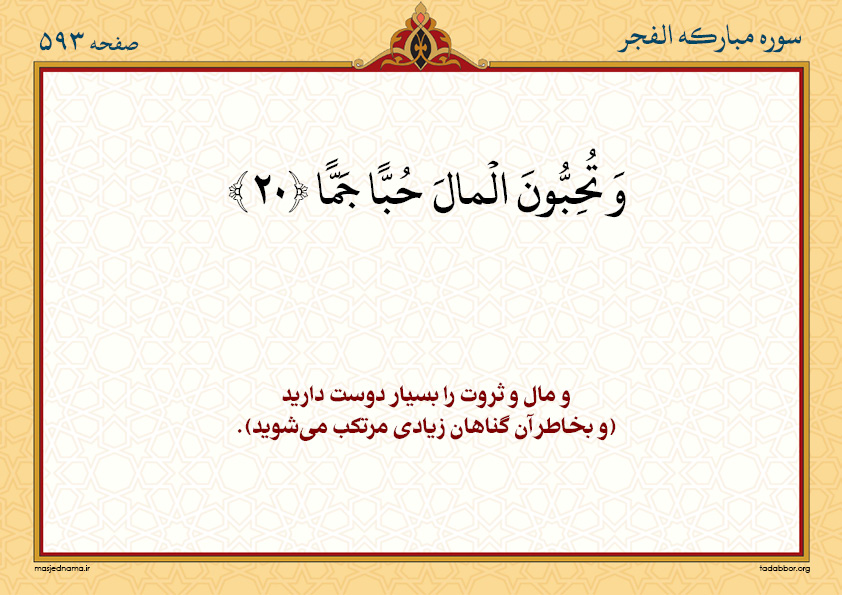 سوره مبارکه الفجر
صفحه ۵۹۳
وَ تُحِبُّونَ الْمالَ حُبًّا جَمًّا ﴿۲۰﴾
و مال و ثروت را بسیار دوست دارید
(و بخاطر آن گناهان زیادی مرتکب می‌شوید).
masjednama.ir
tadabbor.org